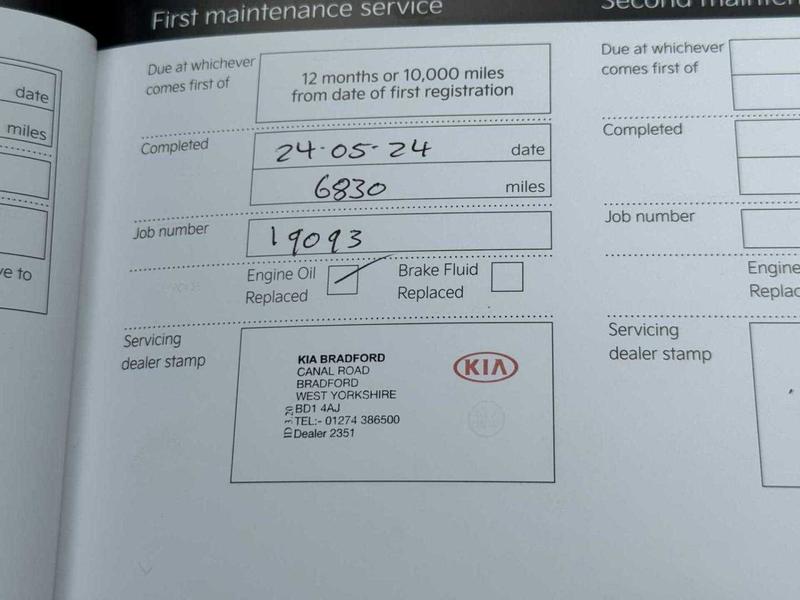 First maintenance service
Due at whichever
comes first of
12 months or 10,000 miles
from date of first registration
Completed
24-05-24 date
6830 miles
Job number
19093
Engine Oil
Replaced
Brake Fluid
Replaced
Servicing
dealer stamp
KIA BRADFORD
CANAL ROAD
BRADFORD
WEST YORKSHIRE
BD1 4AJ
TEL:- 01274 386500
Dealer 2351
KIA
date
miles
ve to
Due at whichever
comes first of
Completed
Job number
Engine
Replac
Servicing
dealer stamp